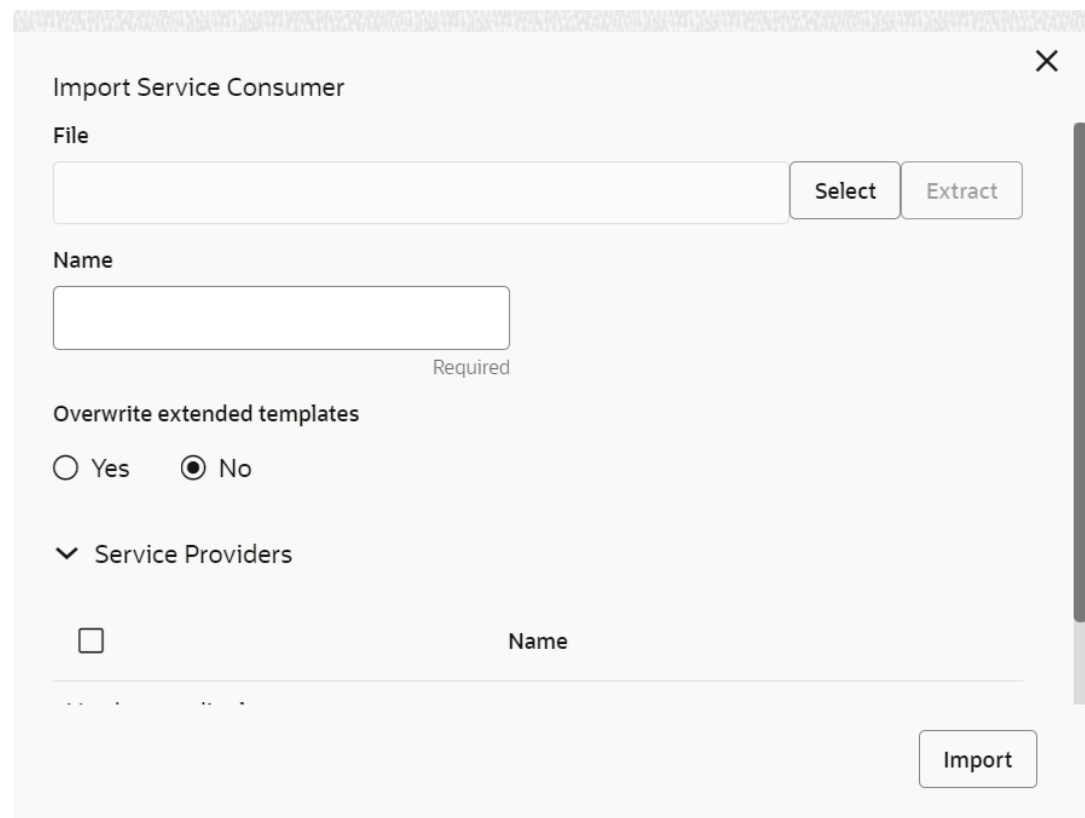 Import Service Consumer
File
Select
Extract
Name
Required
Overwrite extended templates
Yes No
Service Providers
Name
Import